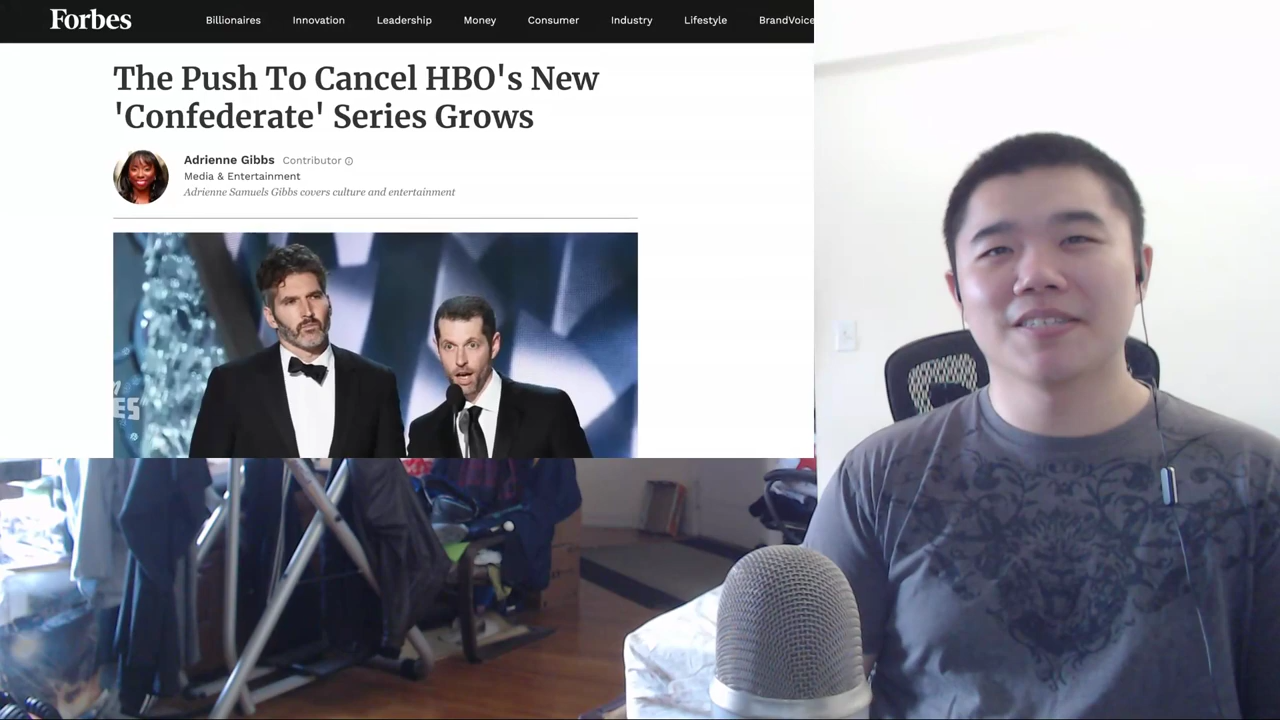 Forbes
Billionaires Innovation Leadership Money Consumer Industry Lifestyle BrandVoice
The Push To Cancel HBO's New
'Confederate' Series Grows
Adrienne Gibbs Contributor
Media & Entertainment
Adrienne Samuels Gibbs covers culture and entertainment